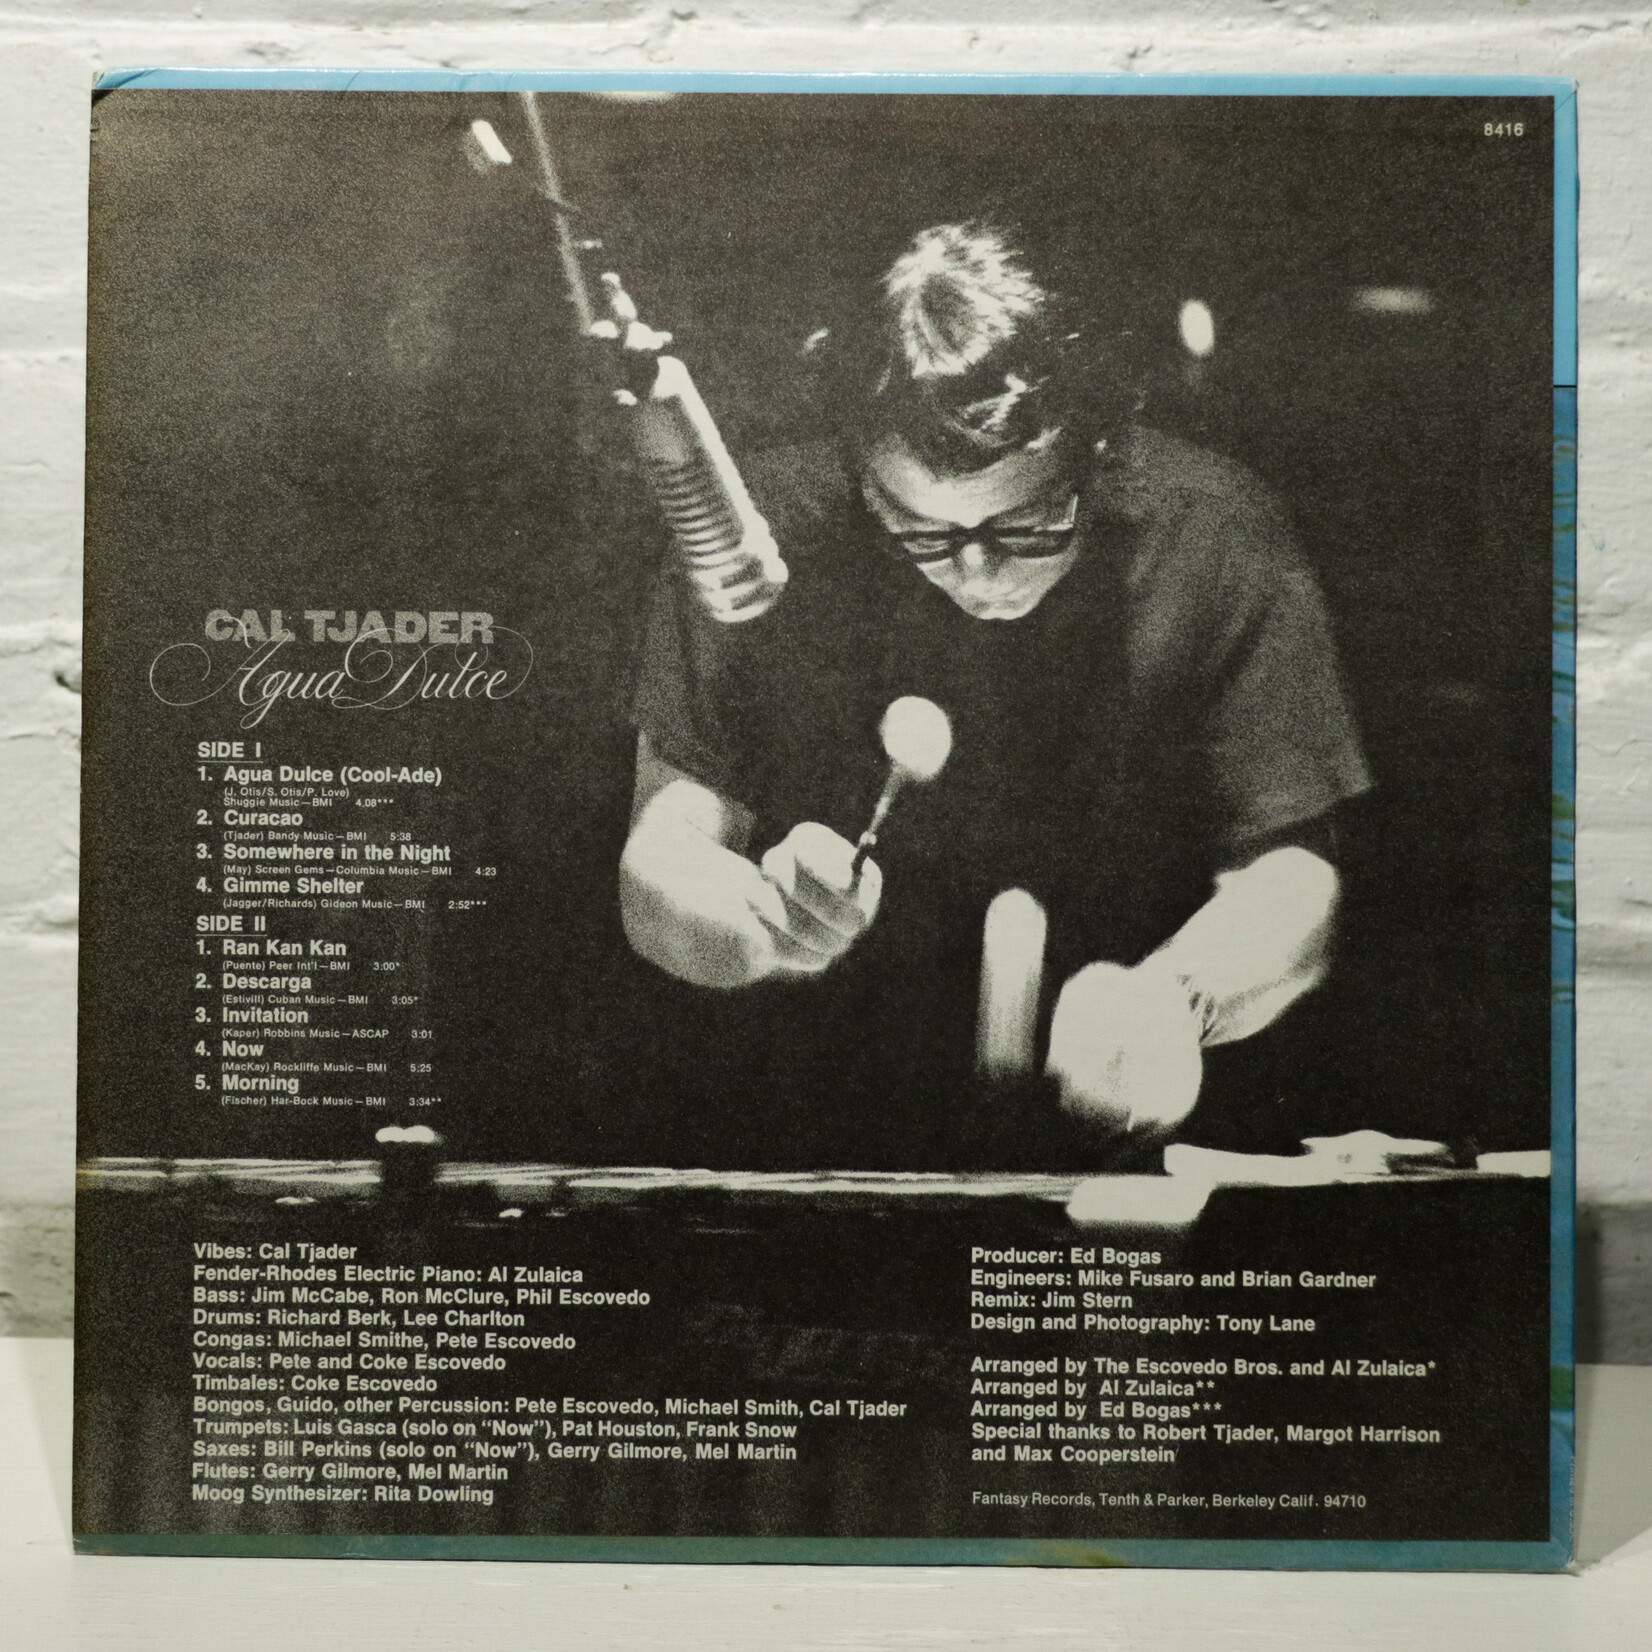 8416
CAL TJADER
Agua Dulce
SIDE I
1. Agua Dulce (Cool-Ade)
(J. Otis/S. Otis/P. Love)
Shuggie Music—BMI 4.08***
2. Curacao
(Tjader) Bandy Music—BMI 5:38
3. Somewhere in the Night
(May) Screen Gems—Columbia Music—BMI 4:23
4. Gimme Shelter
(Jagger/Richards) Gideon Music—BMI 2:52***
SIDE II
1. Ran Kan Kan
(Puente) Peer Int'l—BMI 3:00*
2. Descarga
(Estivill) Cuban Music—BMI 3:05*
3. Invitation
(Kaper) Robbins Music—ASCAP 3:01
4. Now
(MacKay) Rockliffe Music—BMI 5:25
5. Morning
(Fischer) Har-Bock Music—BMI 3:34**
Vibes: Cal Tjader
Fender-Rhodes Electric Piano: Al Zulaica
Bass: Jim McCabe, Ron McClure, Phil Escovedo
Drums: Richard Berk, Lee Charlton
Congas: Michael Smithe, Pete Escovedo
Vocals: Pete and Coke Escovedo
Timbales: Coke Escovedo
Bongos, Guido, other Percussion: Pete Escovedo, Michael Smith, Cal Tjader
Trumpets: Luis Gasca (solo on “Now”), Pat Houston, Frank Snow
Saxes: Bill Perkins (solo on “Now”), Gerry Gilmore, Mel Martin
Flutes: Gerry Gilmore, Mel Martin
Moog Synthesizer: Rita Dowling
Producer: Ed Bogas
Engineers: Mike Fusaro and Brian Gardner
Remix: Jim Stern
Design and Photography: Tony Lane
Arranged by The Escovedo Bros. and Al Zulaica*
Arranged by Al Zulaica**
Arranged by Ed Bogas***
Special thanks to Robert Tjader, Margot Harrison
and Max Cooperstein
Fantasy Records, Tenth & Parker, Berkeley Calif. 94710